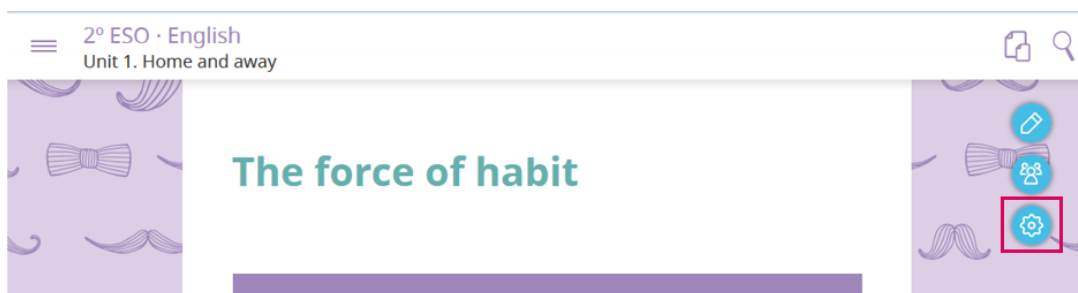 2º ESO · English
Unit 1. Home and away
The force of habit